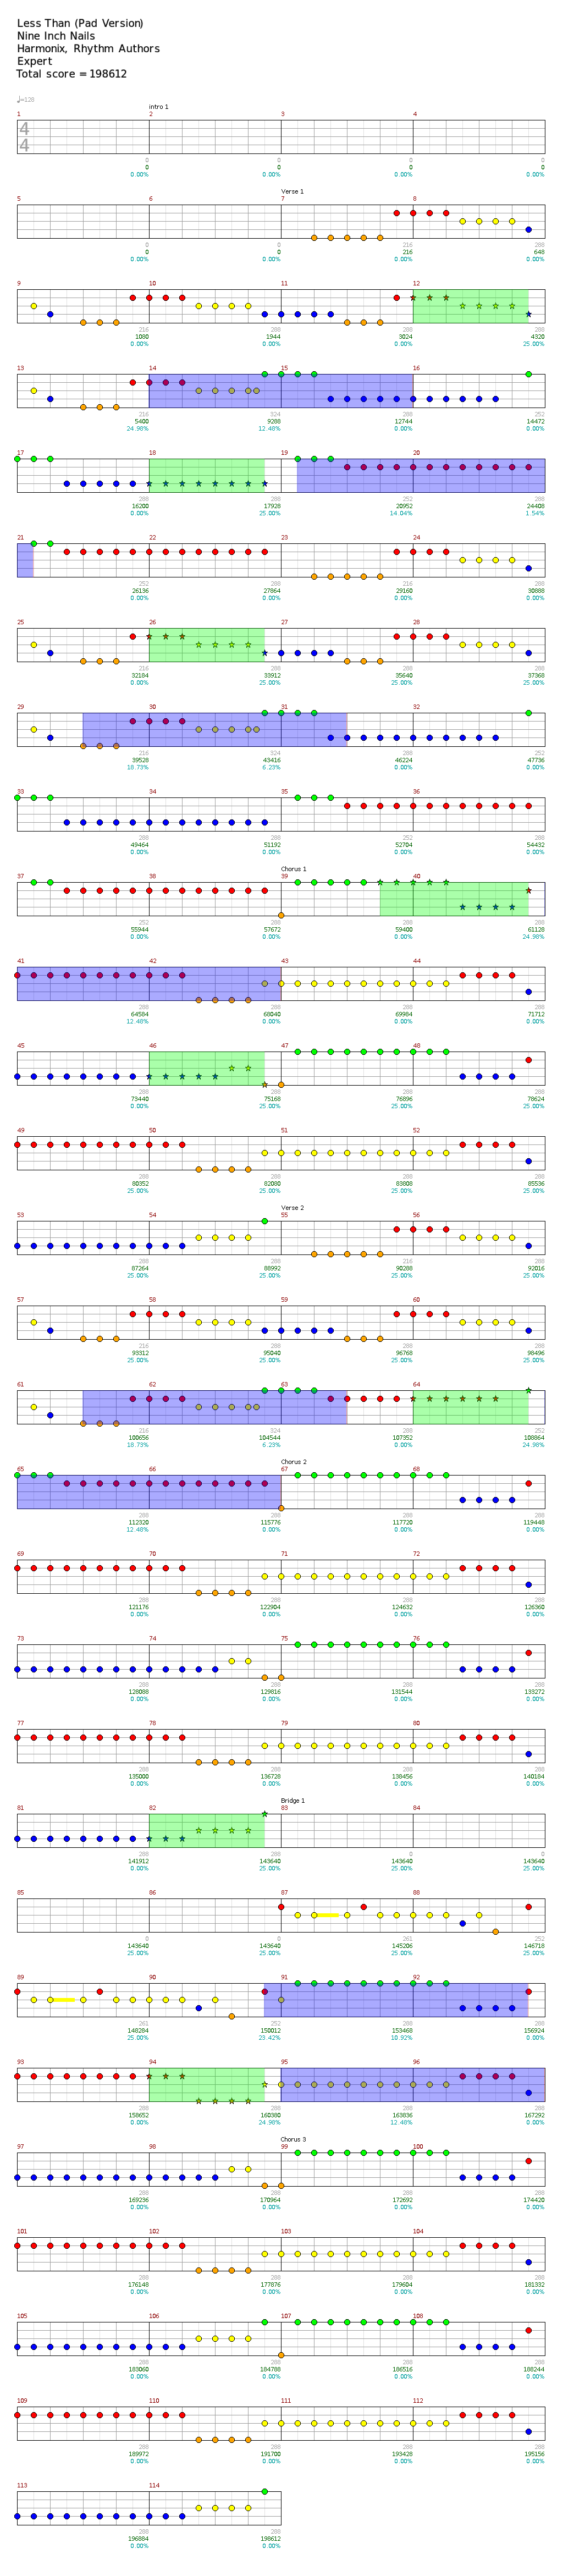 Less Than (Pad Version)
Nine Inch Nails
Harmonix, Rhythm Authors
Expert
Total score = 198612
♩=128
intro 1
1 2 3 4
4
4
0 0 0 0
0 0 0 0
0.00% 0.00% 0.00% 0.00%
Verse 1
5 6 7 8
0 0 216 288
0 0 216 648
0.00% 0.00% 0.00% 0.00%
9 10 11 12
216 288 288 288
1080 1944 3024 4320
0.00% 0.00% 0.00% 25.00%
13 14 15 16
216 324 288 252
5400 9288 12744 14472
24.98% 12.48% 0.00% 0.00%
17 18 19 20
288 288 252 288
16200 17928 20952 24408
0.00% 25.00% 14.04% 1.54%
21 22 23 24
252 288 216 288
26136 27864 29160 30888
0.00% 0.00% 0.00% 0.00%
25 26 27 28
216 288 288 288
32184 33912 35640 37368
0.00% 25.00% 25.00% 25.00%
29 30 31 32
216 324 288 252
39528 43416 46224 47736
18.73% 6.23% 0.00% 0.00%
33 34 35 36
288 288 252 288
49464 51192 52704 54432
0.00% 0.00% 0.00% 0.00%
Chorus 1
37 38 39 40
252 288 288 288
55944 57672 59400 61128
0.00% 0.00% 0.00% 24.98%
41 42 43 44
288 288 288 288
64584 68040 69984 71712
12.48% 0.00% 0.00% 0.00%
45 46 47 48
288 288 288 288
73440 75168 76896 78624
0.00% 25.00% 25.00% 25.00%
49 50 51 52
288 288 288 288
80352 82080 83808 85536
25.00% 25.00% 25.00% 25.00%
Verse 2
53 54 55 56
288 288 216 288
87264 88992 90288 92016
25.00% 25.00% 25.00% 25.00%
57 58 59 60
216 288 288 288
93312 95040 96768 98496
25.00% 25.00% 25.00% 25.00%
61 62 63 64
216 324 288 252
100656 104544 107352 108864
18.73% 6.23% 0.00% 24.98%
Chorus 2
65 66 67 68
288 288 288 288
112320 115776 117720 119448
12.48% 0.00% 0.00% 0.00%
69 70 71 72
288 288 288 288
121176 122904 124632 126360
0.00% 0.00% 0.00% 0.00%
73 74 75 76
288 288 288 288
128088 129816 131544 133272
0.00% 0.00% 0.00% 0.00%
77 78 79 80
288 288 288 288
135000 136728 138456 140184
0.00% 0.00% 0.00% 0.00%
Bridge 1
81 82 83 84
288 288 0 0
141912 143640 143640 143640
0.00% 25.00% 25.00% 25.00%
85 86 87 88
0 0 261 252
143640 143640 145206 146718
25.00% 25.00% 25.00% 25.00%
89 90 91 92
261 252 288 288
148284 150012 153468 156924
25.00% 23.42% 10.92% 0.00%
93 94 95 96
288 288 288 288
158652 160380 163836 167292
0.00% 24.98% 12.48% 0.00%
Chorus 3
97 98 99 100
288 288 288 288
169236 170964 172692 174420
0.00% 0.00% 0.00% 0.00%
101 102 103 104
288 288 288 288
176148 177876 179604 181332
0.00% 0.00% 0.00% 0.00%
105 106 107 108
288 288 288 288
183060 184788 186516 188244
0.00% 0.00% 0.00% 0.00%
109 110 111 112
288 288 288 288
189972 191700 193428 195156
0.00% 0.00% 0.00% 0.00%
113 114
288 288
196884 198612
0.00% 0.00%